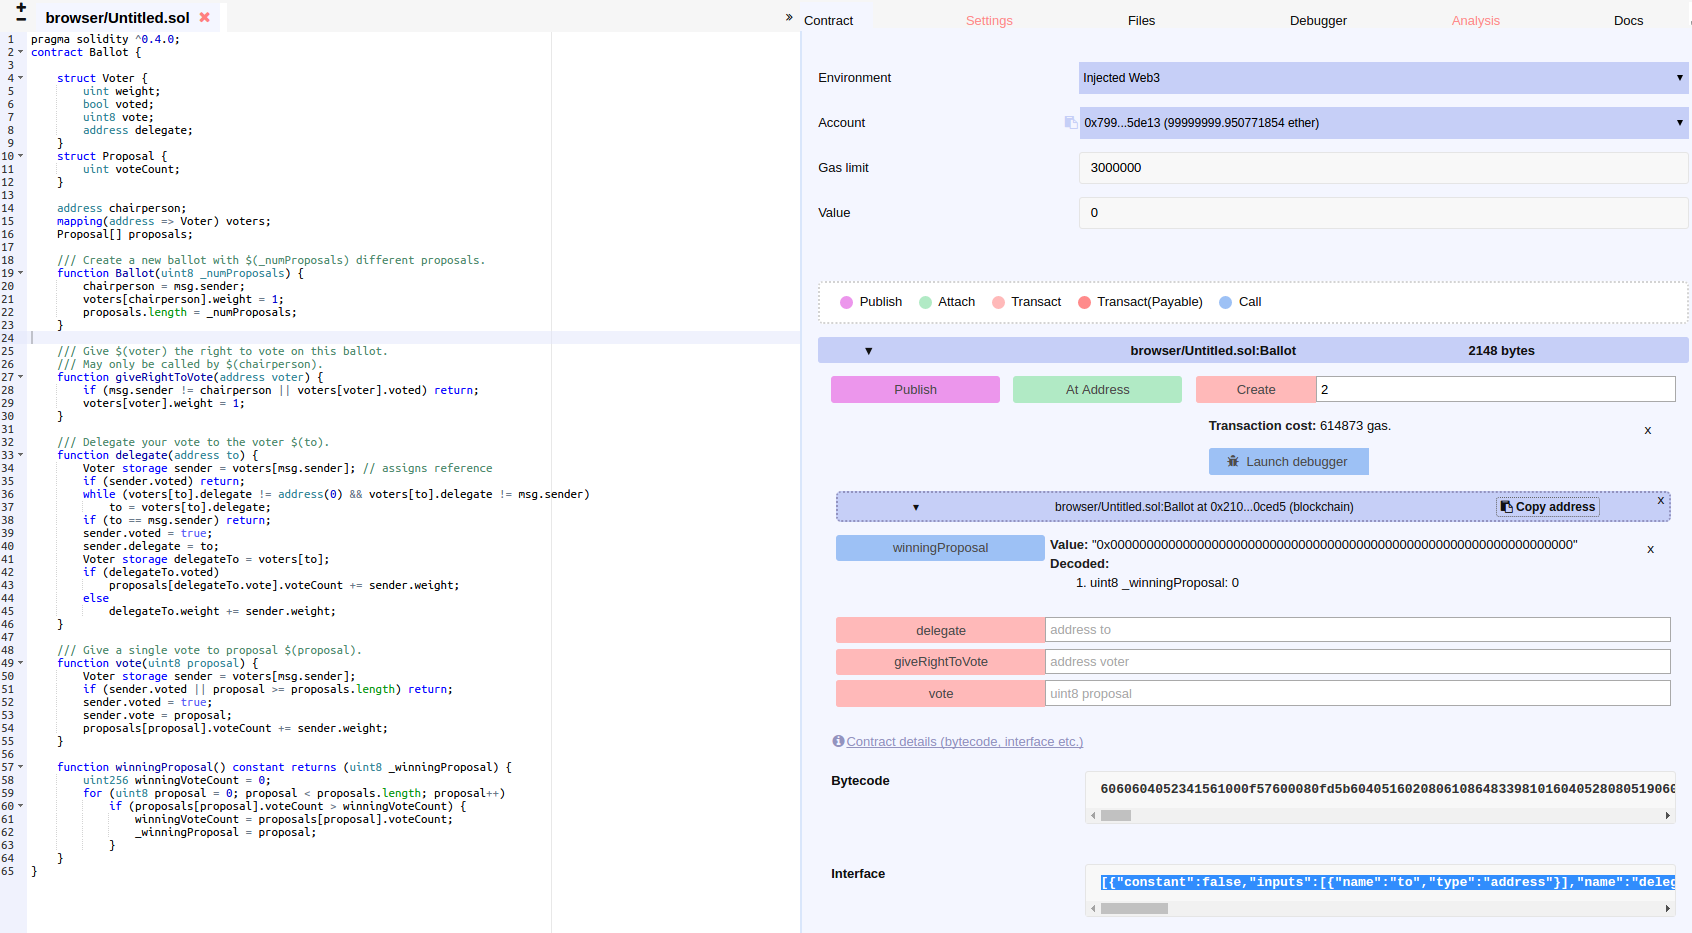 browser/Untitled.sol ✖
»
1 pragma solidity ^0.4.0;
2 contract Ballot {
3
4     struct Voter {
5         uint weight;
6         bool voted;
7         uint8 vote;
8         address delegate;
9     }
10     struct Proposal {
11         uint voteCount;
12     }
13
14     address chairperson;
15     mapping(address => Voter) voters;
16     Proposal[] proposals;
17
18     /// Create a new ballot with $(_numProposals) different proposals.
19     function Ballot(uint8 _numProposals) {
20         chairperson = msg.sender;
21         voters[chairperson].weight = 1;
22         proposals.length = _numProposals;
23     }
24
25     /// Give $(voter) the right to vote on this ballot.
26     /// May only be called by $(chairperson).
27     function giveRightToVote(address voter) {
28         if (msg.sender != chairperson || voters[voter].voted) return;
29         voters[voter].weight = 1;
30     }
31
32     /// Delegate your vote to the voter $(to).
33     function delegate(address to) {
34         Voter storage sender = voters[msg.sender]; // assigns reference
35         if (sender.voted) return;
36         while (voters[to].delegate != address(0) && voters[to].delegate != msg.sender)
37             to = voters[to].delegate;
38         if (to == msg.sender) return;
39         sender.voted = true;
40         sender.delegate = to;
41         Voter storage delegateTo = voters[to];
42         if (delegateTo.voted)
43             proposals[delegateTo.vote].voteCount += sender.weight;
44         else
45             delegateTo.weight += sender.weight;
46     }
47
48     /// Give a single vote to proposal $(proposal).
49     function vote(uint8 proposal) {
50         Voter storage sender = voters[msg.sender];
51         if (sender.voted || proposal >= proposals.length) return;
52         sender.voted = true;
53         sender.vote = proposal;
54         proposals[proposal].voteCount += sender.weight;
55     }
56
57     function winningProposal() constant returns (uint8 _winningProposal) {
58         uint256 winningVoteCount = 0;
59         for (uint8 proposal = 0; proposal < proposals.length; proposal++)
60             if (proposals[proposal].voteCount > winningVoteCount) {
61                 winningVoteCount = proposals[proposal].voteCount;
62                 _winningProposal = proposal;
63             }
64     }
65 }
Contract Settings Files Debugger Analysis Docs
Environment Injected Web3
Account 0x799...5de13 (99999999.950771854 ether)
Gas limit 3000000
Value 0
Publish Attach Transact Transact(Payable) Call
browser/Untitled.sol:Ballot 2148 bytes
Publish At Address Create 2
Transaction cost: 614873 gas. x
Launch debugger
browser/Untitled.sol:Ballot at 0x210...0ced5 (blockchain) Copy address x
winningProposal Value: "0x0000000000000000000000000000000000000000000000000000000000000000" x
Decoded:
1. uint8 _winningProposal: 0
delegate address to
giveRightToVote address voter
vote uint8 proposal
Contract details (bytecode, interface etc.)
Bytecode 6060604052341561000f57600080fd5b604051602080610864833981016040528080519060
Interface [{"constant":false,"inputs":[{"name":"to","type":"address"}],"name":"deleg